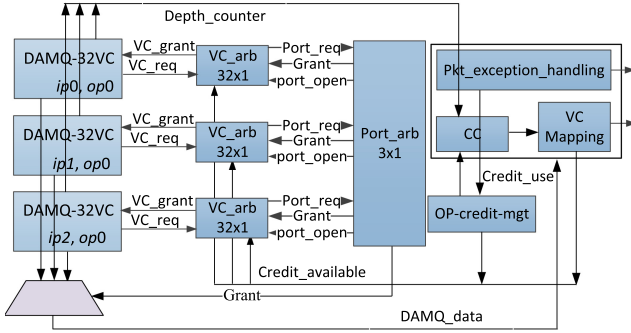 Depth_counter
DAMQ-32VC
ip0, op0
VC_grant
VC_req
VC_arb
32x1
Port_req
Grant
port_open
DAMQ-32VC
ip1, op0
VC_grant
VC_req
VC_arb
32x1
Port_req
Grant
port_open
DAMQ-32VC
ip2, op0
VC_grant
VC_req
VC_arb
32x1
Port_req
Grant
port_open
Port_arb
3x1
Pkt_exception_handling
CC
VC
Mapping
Credit_use
OP-credit-mgt
Credit_available
Grant
DAMQ_data